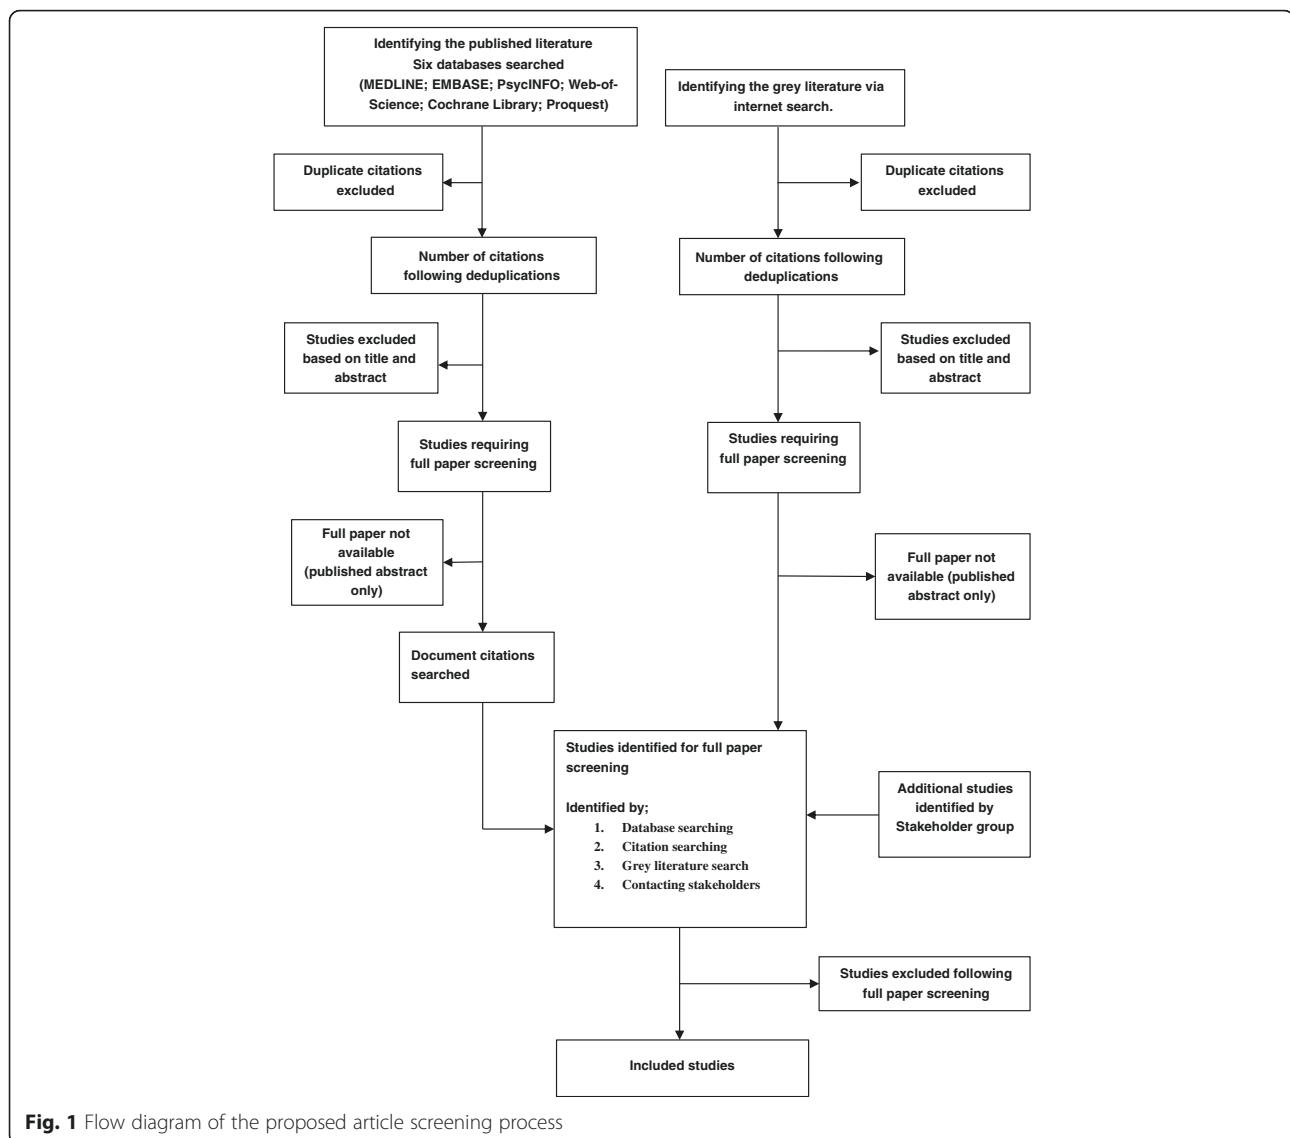 Identifying the published literature
Six databases searched
(MEDLINE; EMBASE; PsycINFO; Web-of-
Science; Cochrane Library; Proquest)
Identifying the grey literature via
internet search.
Duplicate citations
excluded
Duplicate citations
excluded
Number of citations
following deduplications
Number of citations following
deduplications
Studies excluded
based on title and
abstract
Studies excluded
based on title and
abstract
Studies requiring
full paper screening
Studies requiring
full paper screening
Full paper not
available
(published abstract
only)
Full paper not
available (published
abstract only)
Document citations
searched
Studies identified for full paper
screening
Identified by;
1. Database searching
2. Citation searching
3. Grey literature search
4. Contacting stakeholders
Additional studies
identified by
Stakeholder group
Studies excluded following
full paper screening
Included studies
Fig. 1 Flow diagram of the proposed article screening process